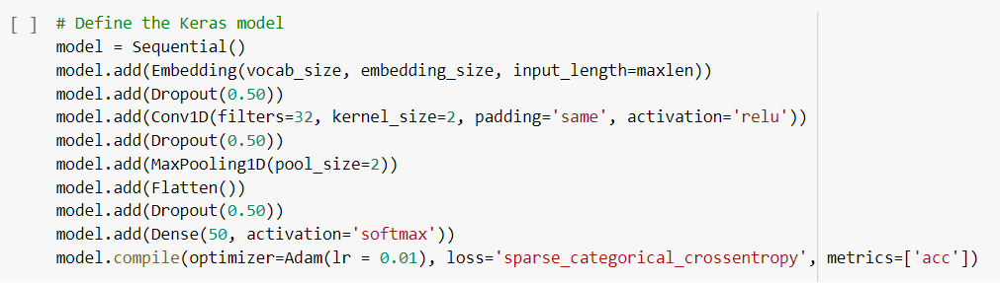 [ ] # Define the Keras model
model = Sequential()
model.add(Embedding(vocab_size, embedding_size, input_length=maxlen))
model.add(Dropout(0.50))
model.add(Conv1D(filters=32, kernel_size=2, padding='same', activation='relu'))
model.add(Dropout(0.50))
model.add(MaxPooling1D(pool_size=2))
model.add(Flatten())
model.add(Dropout(0.50))
model.add(Dense(50, activation='softmax'))
model.compile(optimizer=Adam(lr = 0.01), loss='sparse_categorical_crossentropy', metrics=['acc'])